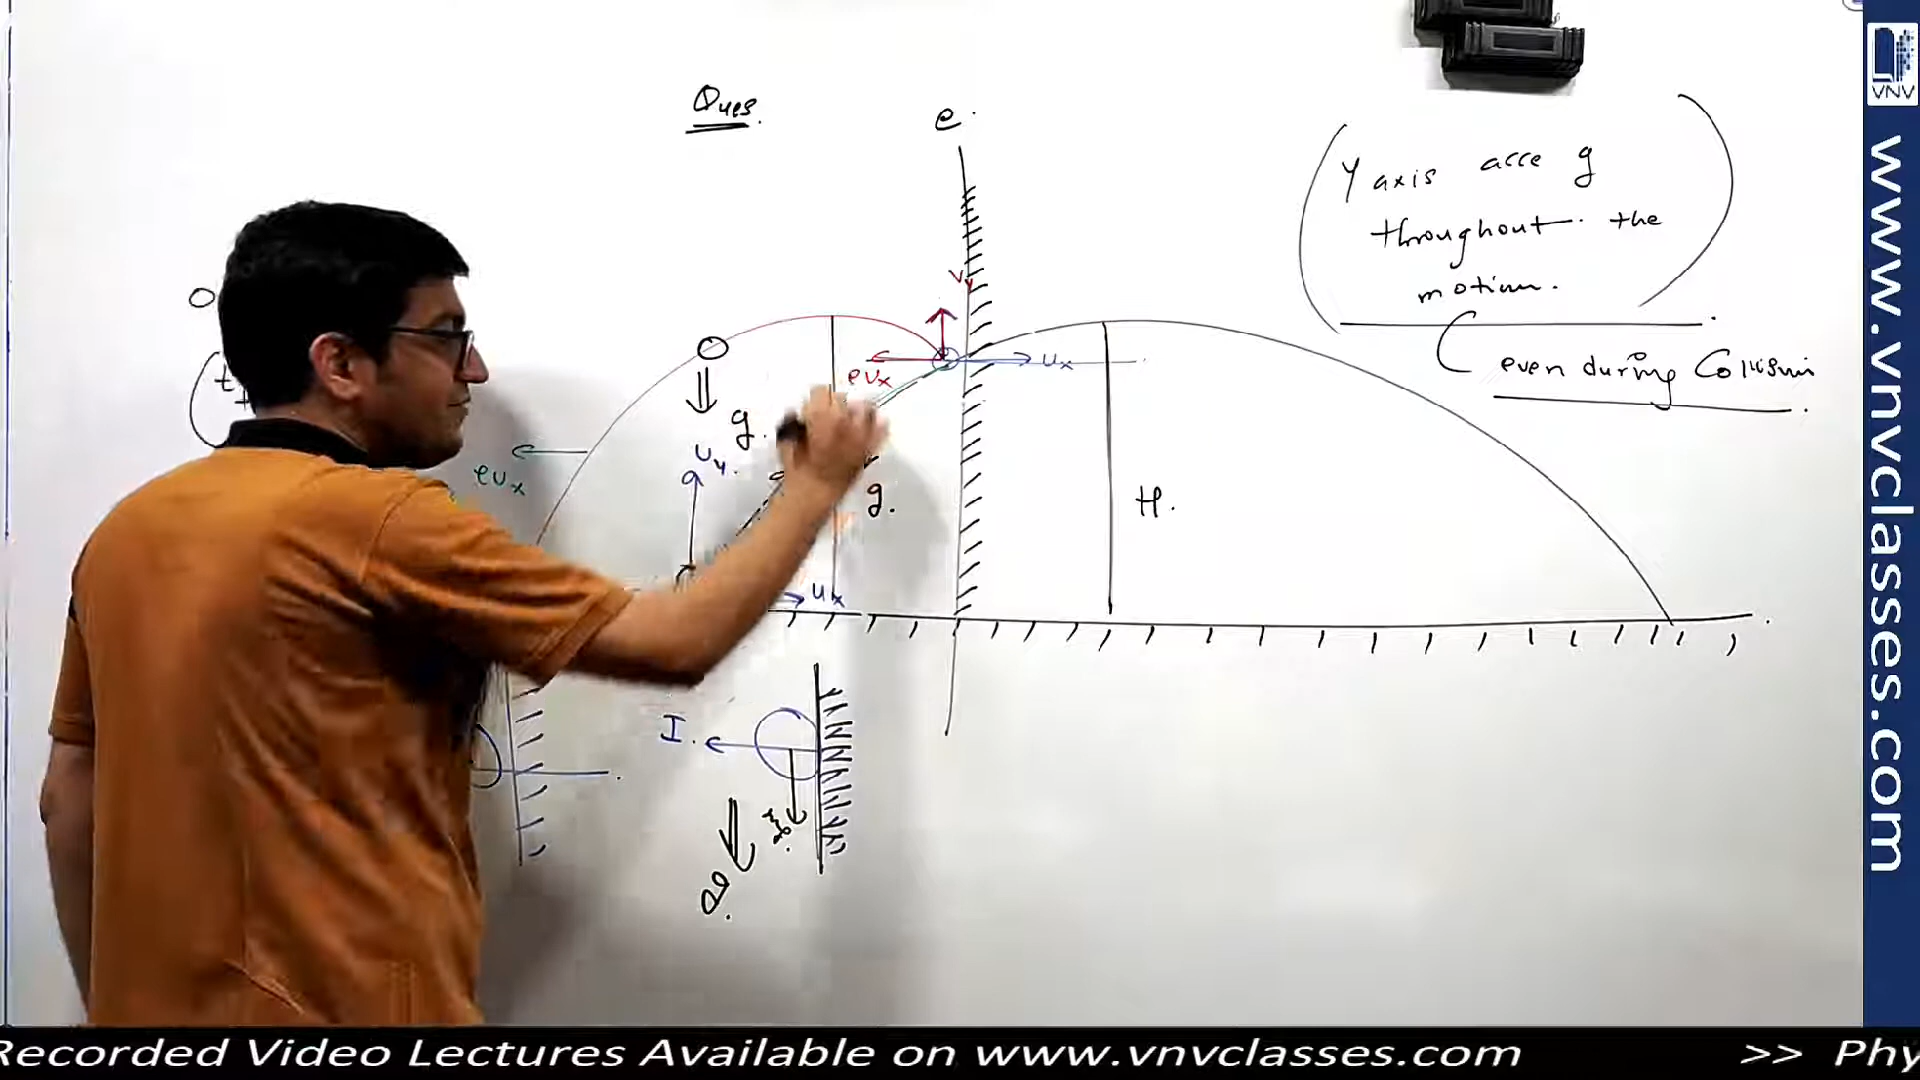 Ques.
e.
Y axis acce g
throughout the
motion.
even during Collision
O
t
vy
ux
eux
g.
uy.
eux
g.
H.
ux
I.
mg.
g.
VNV
www.vnvclasses.com
Recorded Video Lectures Available on www.vnvclasses.com >> Phy